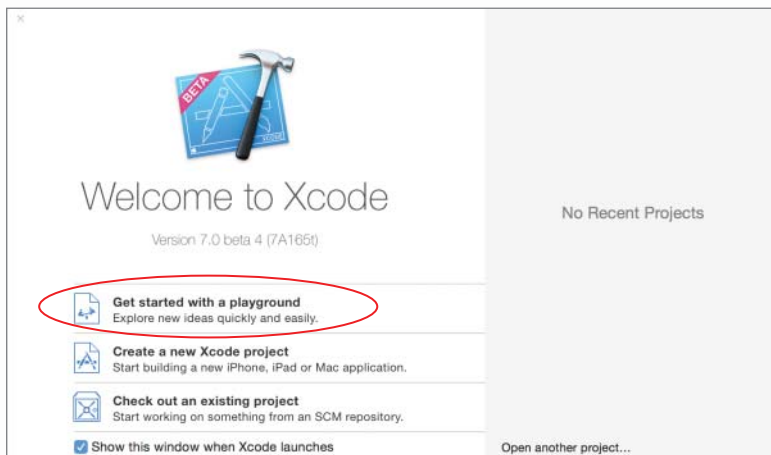 BETA
XCODE
Welcome to Xcode
Version 7.0 beta 4 (7A165t)
Get started with a playground
Explore new ideas quickly and easily.
Create a new Xcode project
Start building a new iPhone, iPad or Mac application.
Check out an existing project
Start working on something from an SCM repository.
Show this window when Xcode launches
No Recent Projects
Open another project...